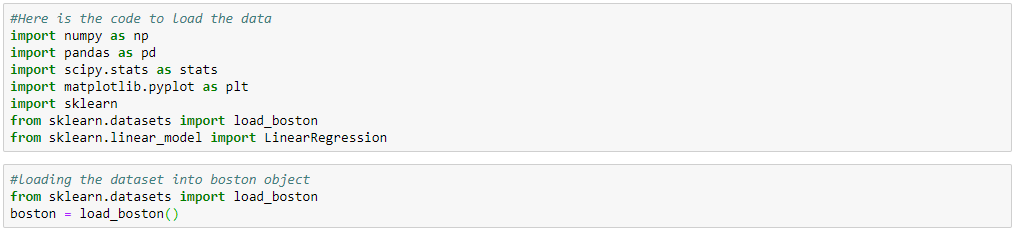 #Here is the code to load the data
import numpy as np
import pandas as pd
import scipy.stats as stats
import matplotlib.pyplot as plt
import sklearn
from sklearn.datasets import load_boston
from sklearn.linear_model import LinearRegression
#loading the dataset into boston object
from sklearn.datasets import load_boston
boston = load_boston()